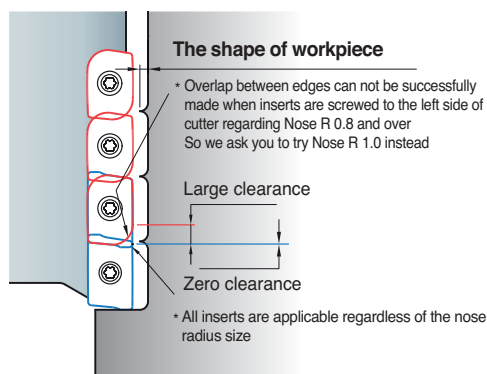 The shape of workpiece
* Overlap between edges can not be successfully
made when inserts are screwed to the left side of
cutter regarding Nose R 0.8 and over
So we ask you to try Nose R 1.0 instead
Large clearance
Zero clearance
* All inserts are applicable regardless of the nose
radius size